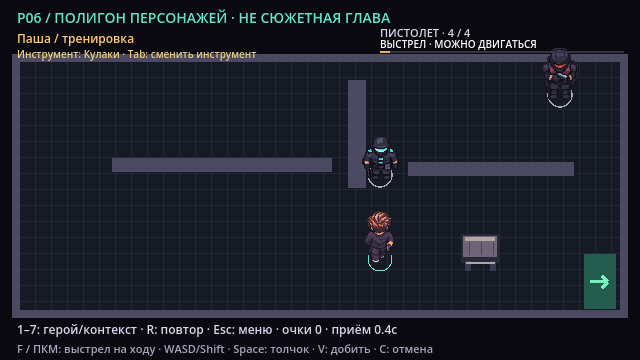 P06 / ПОЛИГОН ПЕРСОНАЖЕЙ · НЕ СЮЖЕТНАЯ ГЛАВА
Паша / тренировка
ПИСТОЛЕТ · 4 / 4
ВЫСТРЕЛ · МОЖНО ДВИГАТЬСЯ
Инструмент: Кулаки · Tab: сменить инструмент
1–7: герой/контекст · R: повтор · Esc: меню · очки 0 · приём 0.4с
F / ПКМ: выстрел на ходу · WASD/Shift · Space: толчок · V: добить · C: отмена